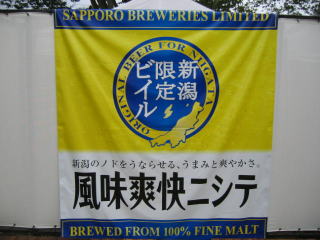 SAPPORO BREWERIES LIMITED
ORIGINAL BEER FOR NIIGATA
新潟
限定
ビイル
新潟のノドをうならせる、うまみと爽やかさ。
風味爽快ニシテ
BREWED FROM 100% FINE MALT